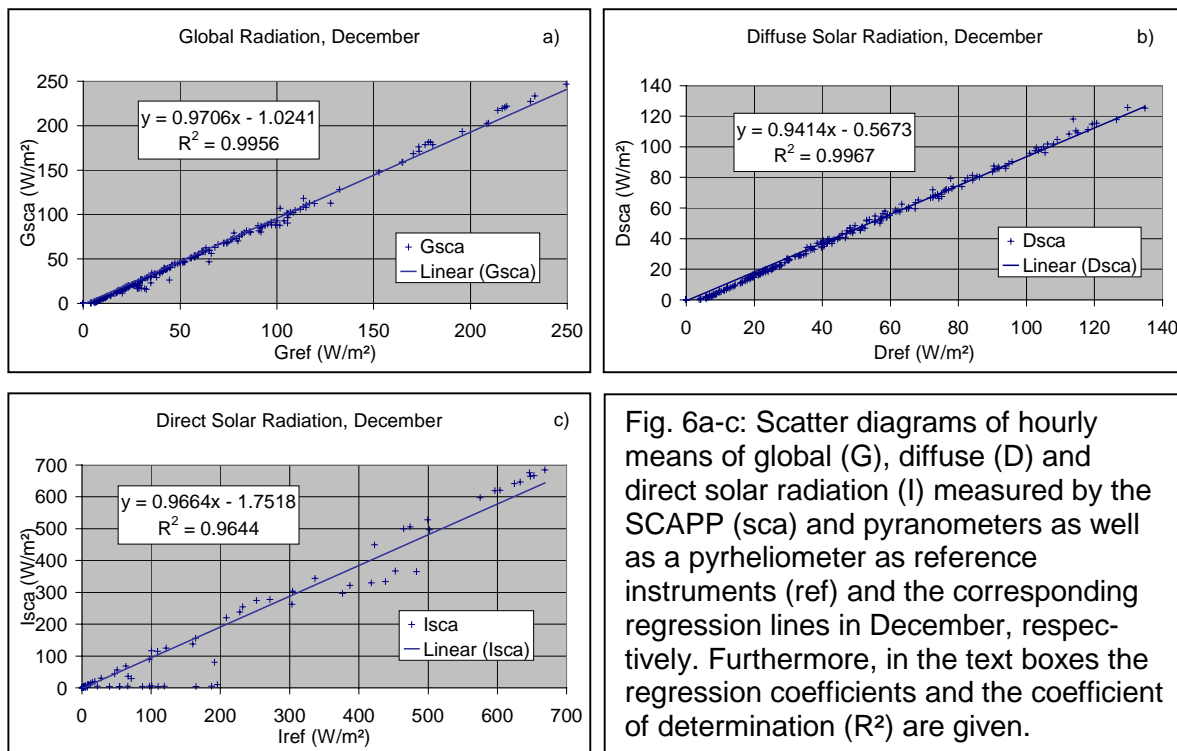 Global Radiation, December a)
250
200
150
100
50
0
Gsca (W/m²)
y = 0.9706x - 1.0241
R² = 0.9956
Gsca
Linear (Gsca)
0 50 100 150 200 250
Gref (W/m²)
Diffuse Solar Radiation, December b)
140
120
100
80
60
40
20
0
Dsca (W/m²)
y = 0.9414x - 0.5673
R² = 0.9967
Dsca
Linear (Dsca)
0 20 40 60 80 100 120 140
Dref (W/m²)
Direct Solar Radiation, December c)
700
600
500
400
300
200
100
0
Isca (W/m²)
y = 0.9664x - 1.7518
R² = 0.9644
Isca
Linear (Isca)
0 100 200 300 400 500 600 700
Iref (W/m²)
Fig. 6a-c: Scatter diagrams of hourly
means of global (G), diffuse (D) and
direct solar radiation (I) measured by the
SCAPP (sca) and pyranometers as well
as a pyrheliometer as reference
instruments (ref) and the corresponding
regression lines in December, respec-
tively. Furthermore, in the text boxes the
regression coefficients and the coefficient
of determination (R²) are given.